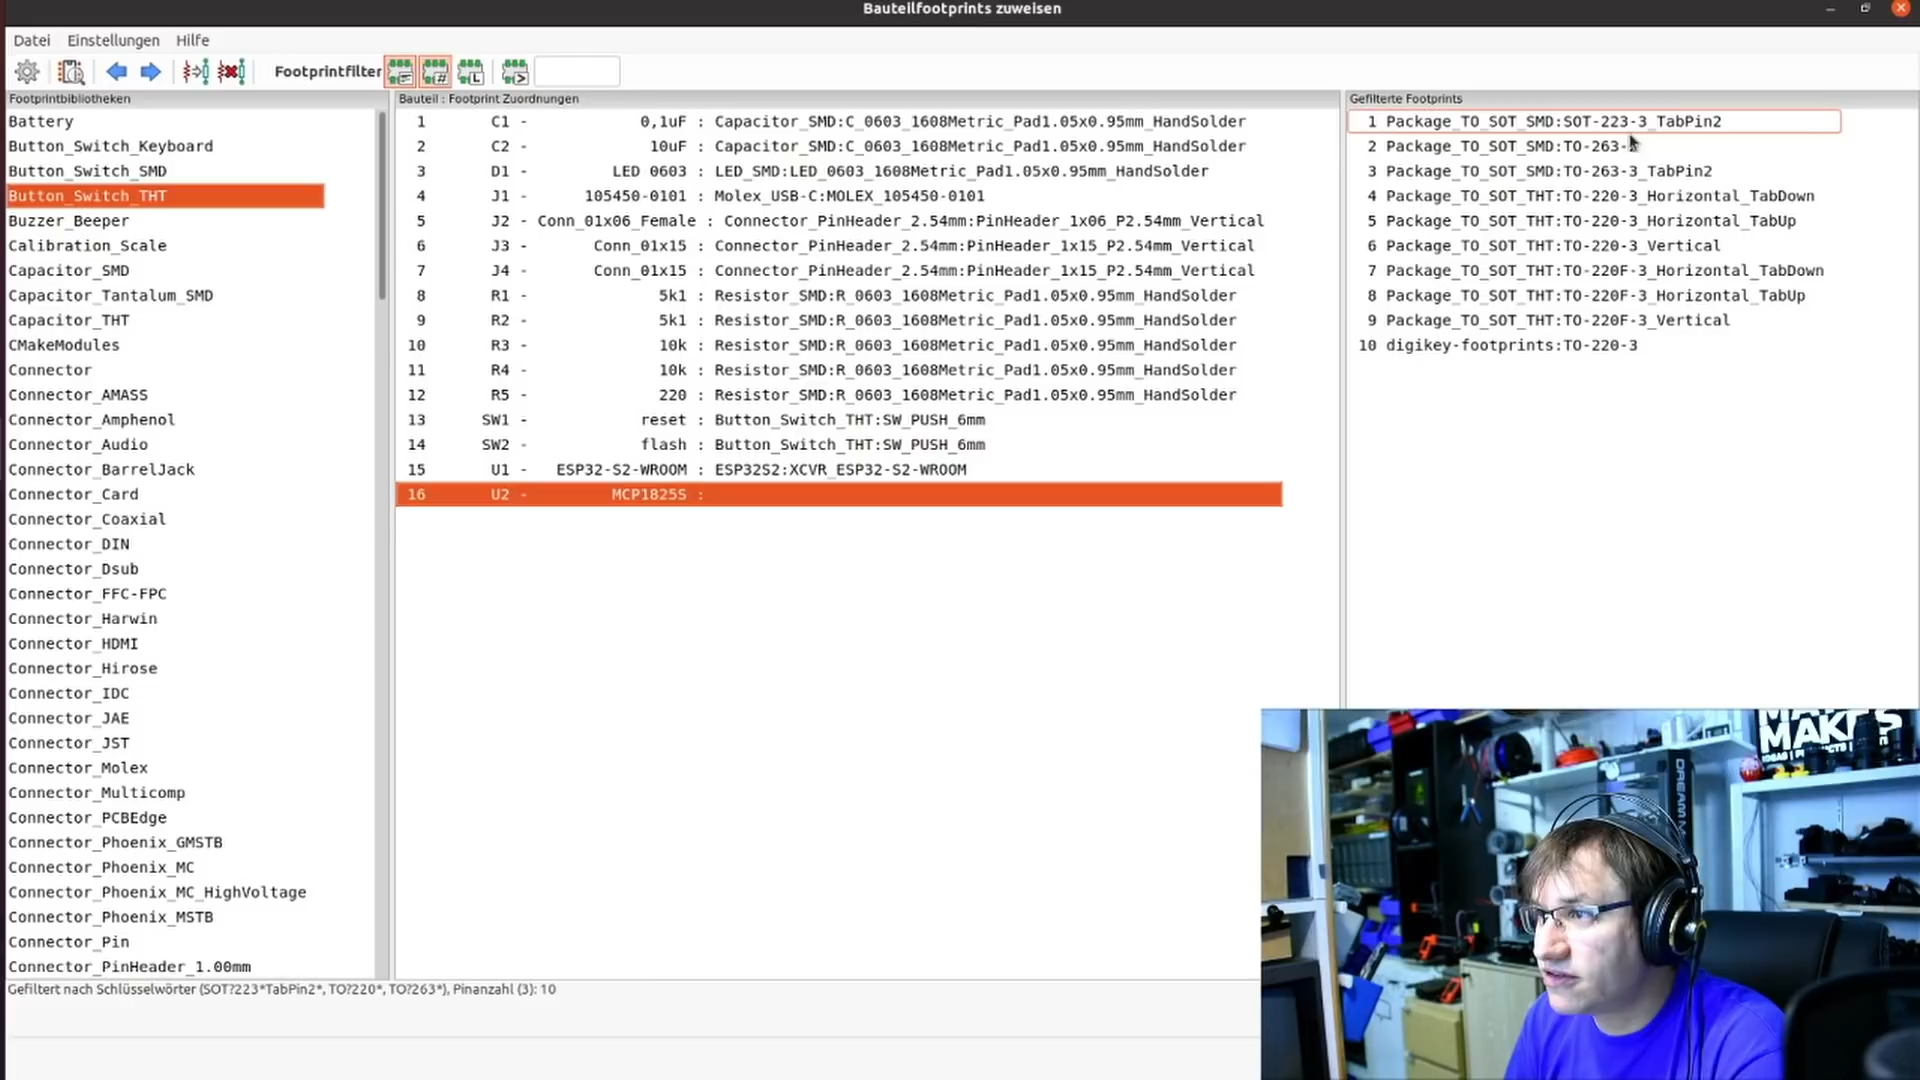 Bauteilfootprints zuweisen
Datei Einstellungen Hilfe
Footprintfilter
Footprintbibliotheken
Battery
Button_Switch_Keyboard
Button_Switch_SMD
Button_Switch_THT
Buzzer_Beeper
Calibration_Scale
Capacitor_SMD
Capacitor_Tantalum_SMD
Capacitor_THT
CMakeModules
Connector
Connector_AMASS
Connector_Amphenol
Connector_Audio
Connector_BarrelJack
Connector_Card
Connector_Coaxial
Connector_DIN
Connector_Dsub
Connector_FFC-FPC
Connector_Harwin
Connector_HDMI
Connector_Hirose
Connector_IDC
Connector_JAE
Connector_JST
Connector_Molex
Connector_Multicomp
Connector_PCBEdge
Connector_Phoenix_GMSTB
Connector_Phoenix_MC
Connector_Phoenix_MC_HighVoltage
Connector_Phoenix_MSTB
Connector_Pin
Connector_PinHeader_1.00mm
Bauteil : Footprint Zuordnungen
1 C1 - 0,1uF : Capacitor_SMD:C_0603_1608Metric_Pad1.05x0.95mm_HandSolder
2 C2 - 10uF : Capacitor_SMD:C_0603_1608Metric_Pad1.05x0.95mm_HandSolder
3 D1 - LED 0603 : LED_SMD:LED_0603_1608Metric_Pad1.05x0.95mm_HandSolder
4 J1 - 105450-0101 : Molex_USB-C:MOLEX_105450-0101
5 J2 - Conn_01x06_Female : Connector_PinHeader_2.54mm:PinHeader_1x06_P2.54mm_Vertical
6 J3 - Conn_01x15 : Connector_PinHeader_2.54mm:PinHeader_1x15_P2.54mm_Vertical
7 J4 - Conn_01x15 : Connector_PinHeader_2.54mm:PinHeader_1x15_P2.54mm_Vertical
8 R1 - 5k1 : Resistor_SMD:R_0603_1608Metric_Pad1.05x0.95mm_HandSolder
9 R2 - 5k1 : Resistor_SMD:R_0603_1608Metric_Pad1.05x0.95mm_HandSolder
10 R3 - 10k : Resistor_SMD:R_0603_1608Metric_Pad1.05x0.95mm_HandSolder
11 R4 - 10k : Resistor_SMD:R_0603_1608Metric_Pad1.05x0.95mm_HandSolder
12 R5 - 220 : Resistor_SMD:R_0603_1608Metric_Pad1.05x0.95mm_HandSolder
13 SW1 - reset : Button_Switch_THT:SW_PUSH_6mm
14 SW2 - flash : Button_Switch_THT:SW_PUSH_6mm
15 U1 - ESP32-S2-WROOM : ESP32S2:XCVR_ESP32-S2-WROOM
16 U2 - MCP1825S :
Gefilterte Footprints
1 Package_TO_SOT_SMD:SOT-223-3_TabPin2
2 Package_TO_SOT_SMD:TO-263-
3 Package_TO_SOT_SMD:TO-263-3_TabPin2
4 Package_TO_SOT_THT:TO-220-3_Horizontal_TabDown
5 Package_TO_SOT_THT:TO-220-3_Horizontal_TabUp
6 Package_TO_SOT_THT:TO-220-3_Vertical
7 Package_TO_SOT_THT:TO-220F-3_Horizontal_TabDown
8 Package_TO_SOT_THT:TO-220F-3_Horizontal_TabUp
9 Package_TO_SOT_THT:TO-220F-3_Vertical
10 digikey-footprints:TO-220-3
Gefiltert nach Schlüsselwörter (SOT?223*TabPin2*, TO?220*, TO?263*), Pinanzahl (3): 10
MAKES
DREAM M